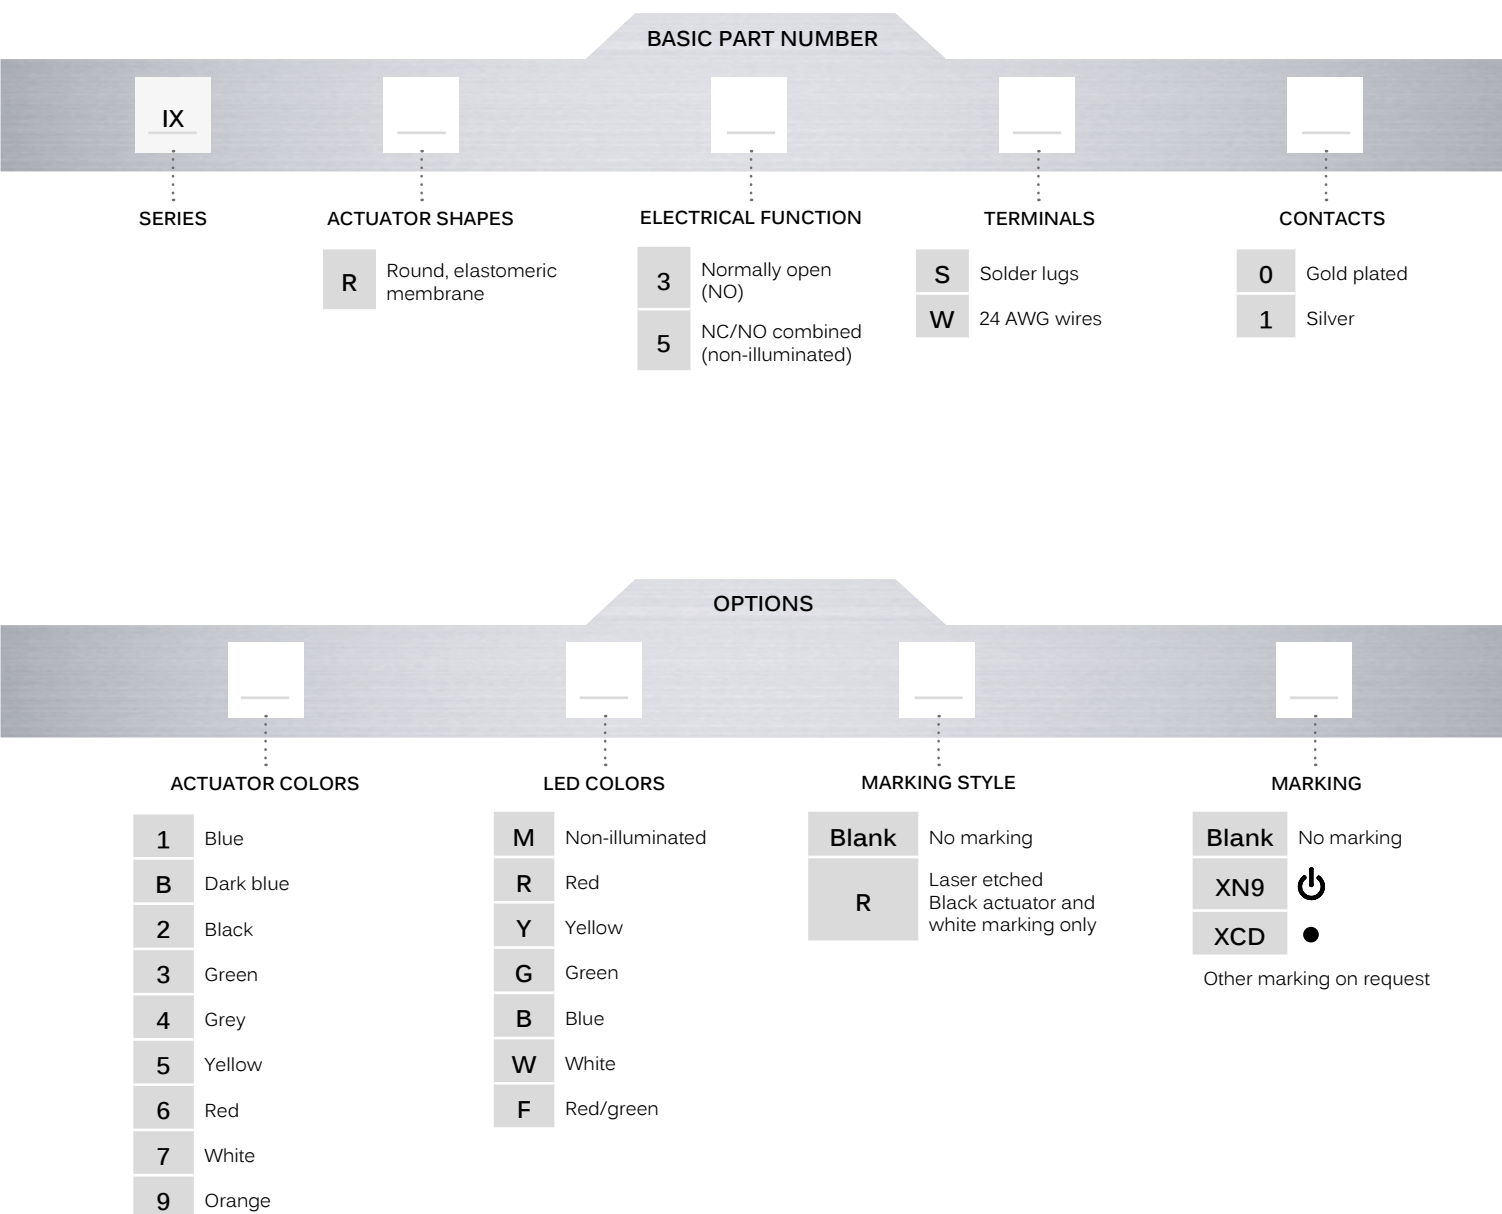 BASIC PART NUMBER
IX
SERIES
ACTUATOR SHAPES
R Round, elastomeric
membrane
ELECTRICAL FUNCTION
3 Normally open
(NO)
5 NC/NO combined
(non-illuminated)
TERMINALS
S Solder lugs
W 24 AWG wires
CONTACTS
0 Gold plated
1 Silver
OPTIONS
ACTUATOR COLORS
1 Blue
B Dark blue
2 Black
3 Green
4 Grey
5 Yellow
6 Red
7 White
9 Orange
LED COLORS
M Non-illuminated
R Red
Y Yellow
G Green
B Blue
W White
F Red/green
MARKING STYLE
Blank No marking
R Laser etched
Black actuator and
white marking only
MARKING
Blank No marking
XN9
XCD
Other marking on request